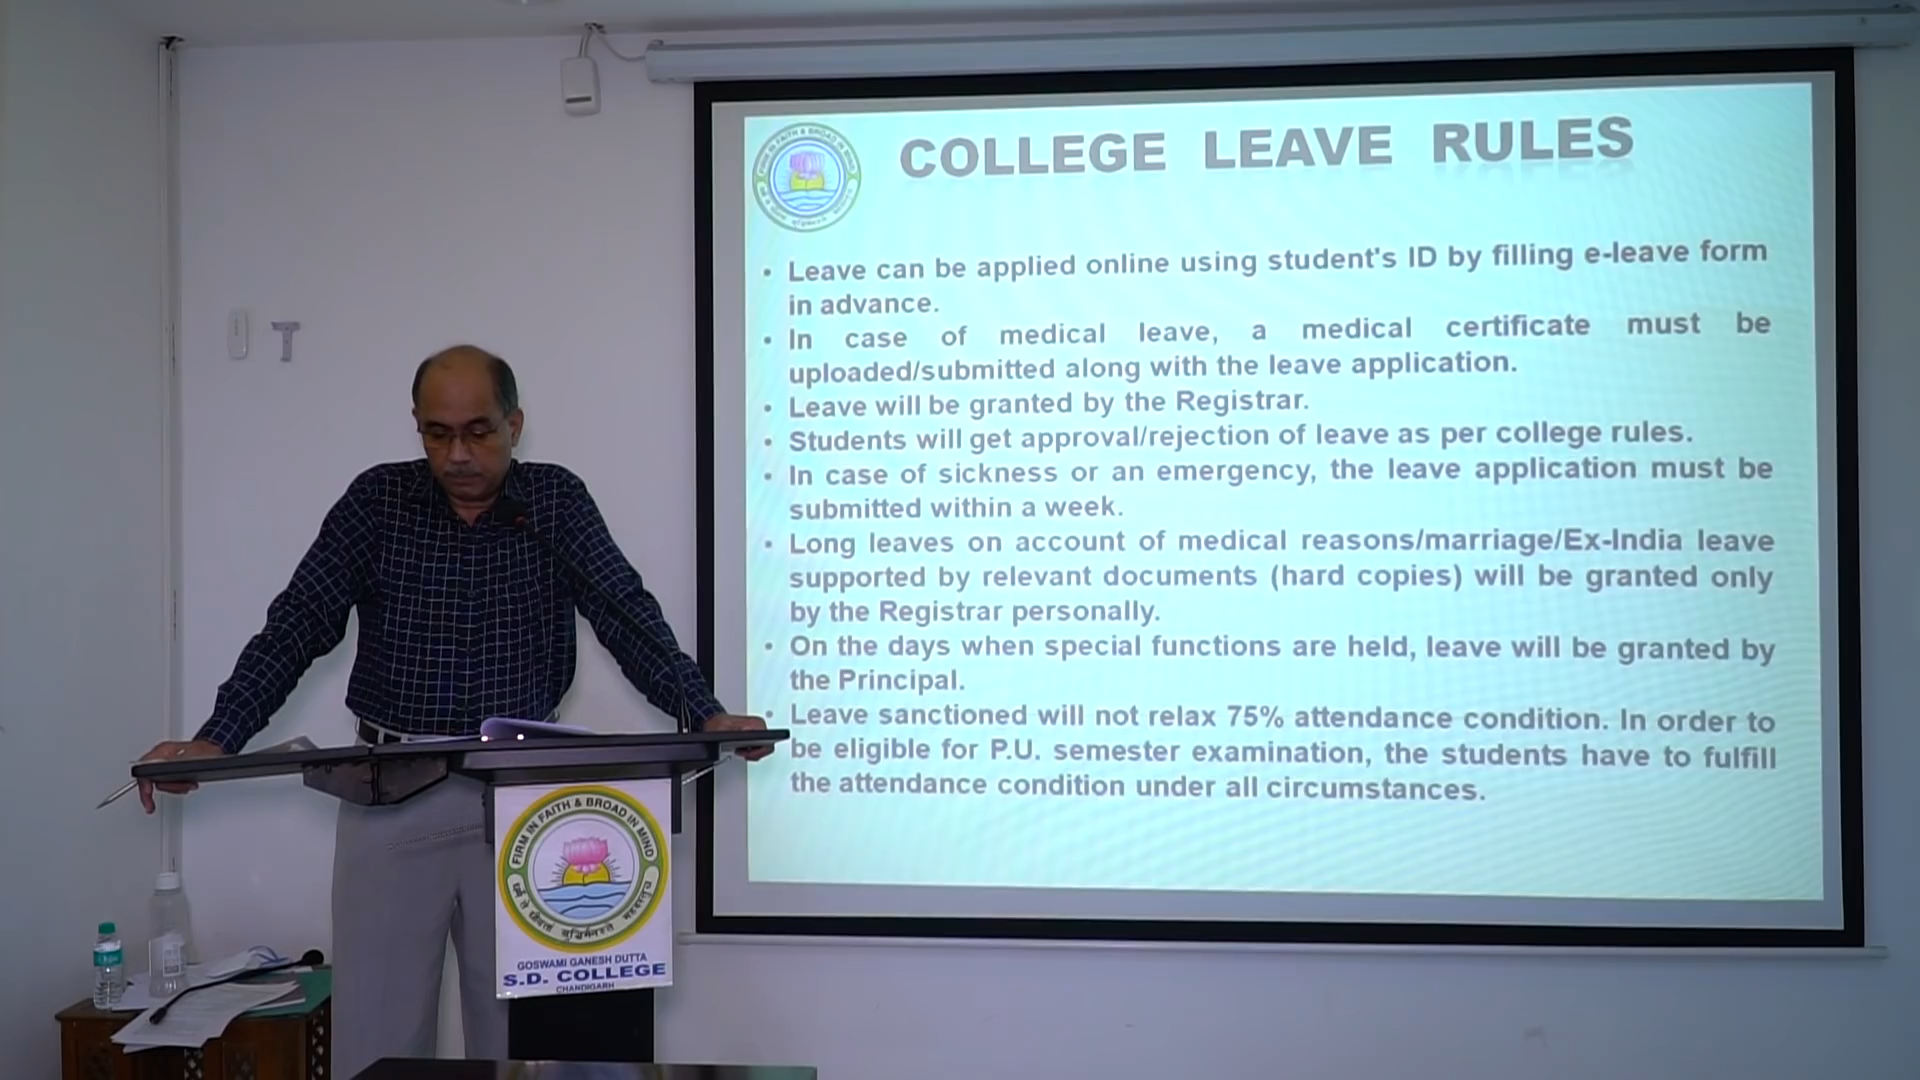 COLLEGE LEAVE RULES
FIRM IN FAITH & BROAD IN MIND
• Leave can be applied online using student's ID by filling e-leave form
in advance.
• In case of medical leave, a medical certificate must be
uploaded/submitted along with the leave application.
• Leave will be granted by the Registrar.
• Students will get approval/rejection of leave as per college rules.
• In case of sickness or an emergency, the leave application must be
submitted within a week.
• Long leaves on account of medical reasons/marriage/Ex-India leave
supported by relevant documents (hard copies) will be granted only
by the Registrar personally.
• On the days when special functions are held, leave will be granted by
the Principal.
• Leave sanctioned will not relax 75% attendance condition. In order to
be eligible for P.U. semester examination, the students have to fulfill
the attendance condition under all circumstances.
FIRM IN FAITH & BROAD IN MIND
GOSWAMI GANESH DUTTA
S.D. COLLEGE
CHANDIGARH